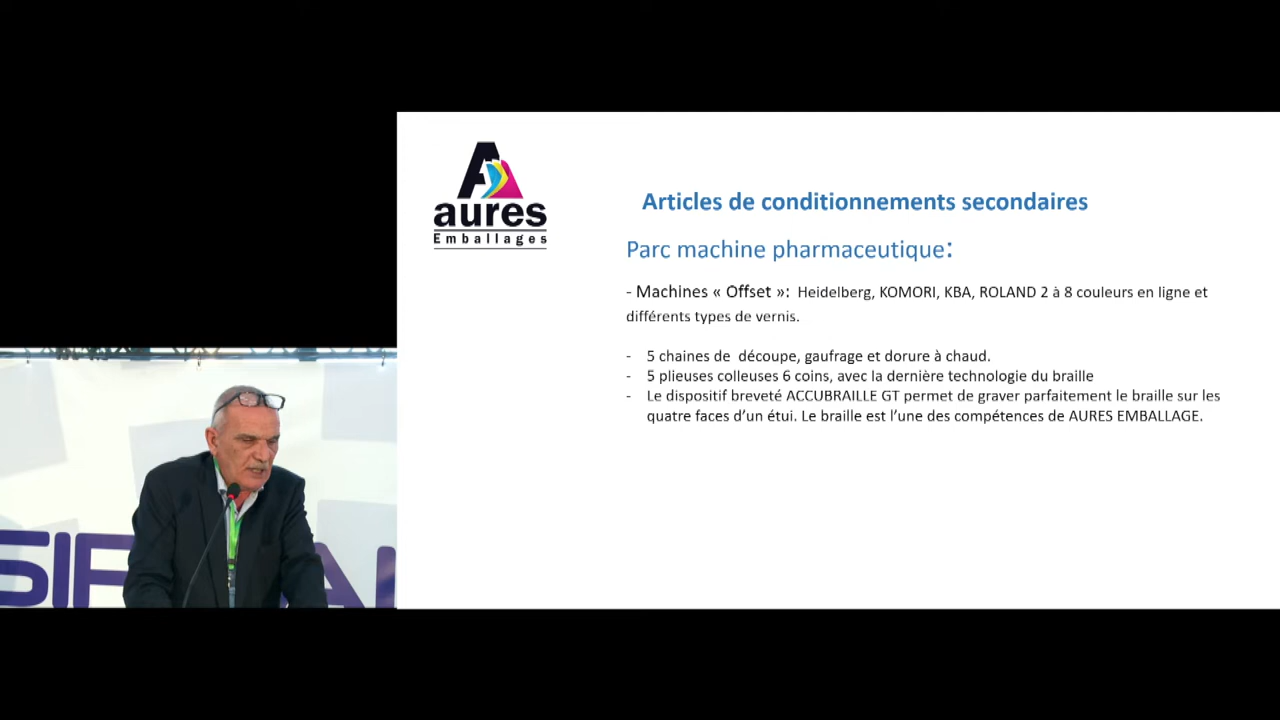 aures
Emballages
Articles de conditionnements secondaires
Parc machine pharmaceutique:
- Machines « Offset »: Heidelberg, KOMORI, KBA, ROLAND 2 à 8 couleurs en ligne et
différents types de vernis.
- 5 chaines de découpe, gaufrage et dorure à chaud.
- 5 plieuses colleuses 6 coins, avec la dernière technologie du braille
- Le dispositif breveté ACCUBRAILLE GT permet de graver parfaitement le braille sur les
quatre faces d’un étui. Le braille est l’une des compétences de AURES EMBALLAGE.